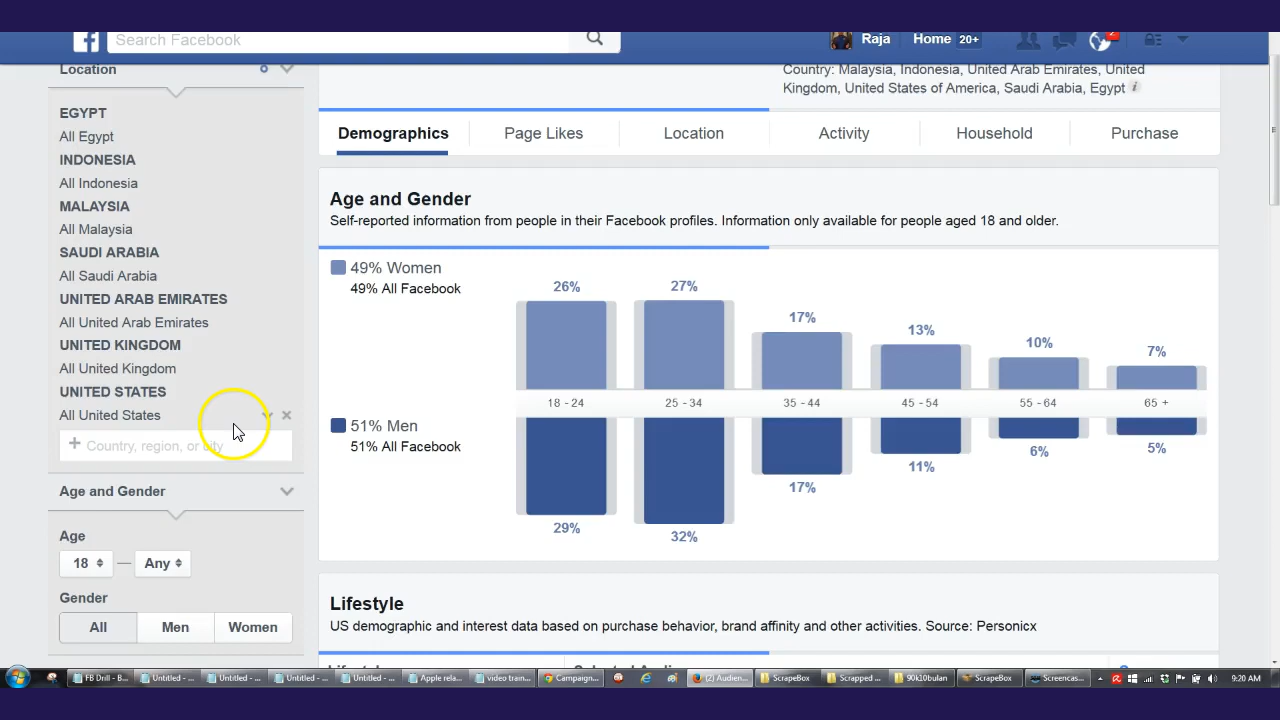 Search Facebook
Raja
Home 20+
2
Location
EGYPT
All Egypt
INDONESIA
All Indonesia
MALAYSIA
All Malaysia
SAUDI ARABIA
All Saudi Arabia
UNITED ARAB EMIRATES
All United Arab Emirates
UNITED KINGDOM
All United Kingdom
UNITED STATES
All United States
+ Country, region, or city
Age and Gender
Age
18 — Any
Gender
All Men Women
Country: Malaysia, Indonesia, United Arab Emirates, United
Kingdom, United States of America, Saudi Arabia, Egypt i
Demographics Page Likes Location Activity Household Purchase
Age and Gender
Self-reported information from people in their Facebook profiles. Information only available for people aged 18 and older.
49% Women
49% All Facebook
26% 27% 17% 13% 10% 7%
18 - 24 25 - 34 35 - 44 45 - 54 55 - 64 65 +
51% Men
51% All Facebook
29% 32% 17% 11% 6% 5%
Lifestyle
US demographic and interest data based on purchase behavior, brand affinity and other activities. Source: Personicx
FB Drill - B... Untitled - ... Untitled - ... Untitled - ... Untitled - ... Apple rela... video train... Campaign... (2) Audien... ScrapeBox Scrapped ... 90k10bulan ScrapeBox Screencas... 9:20 AM